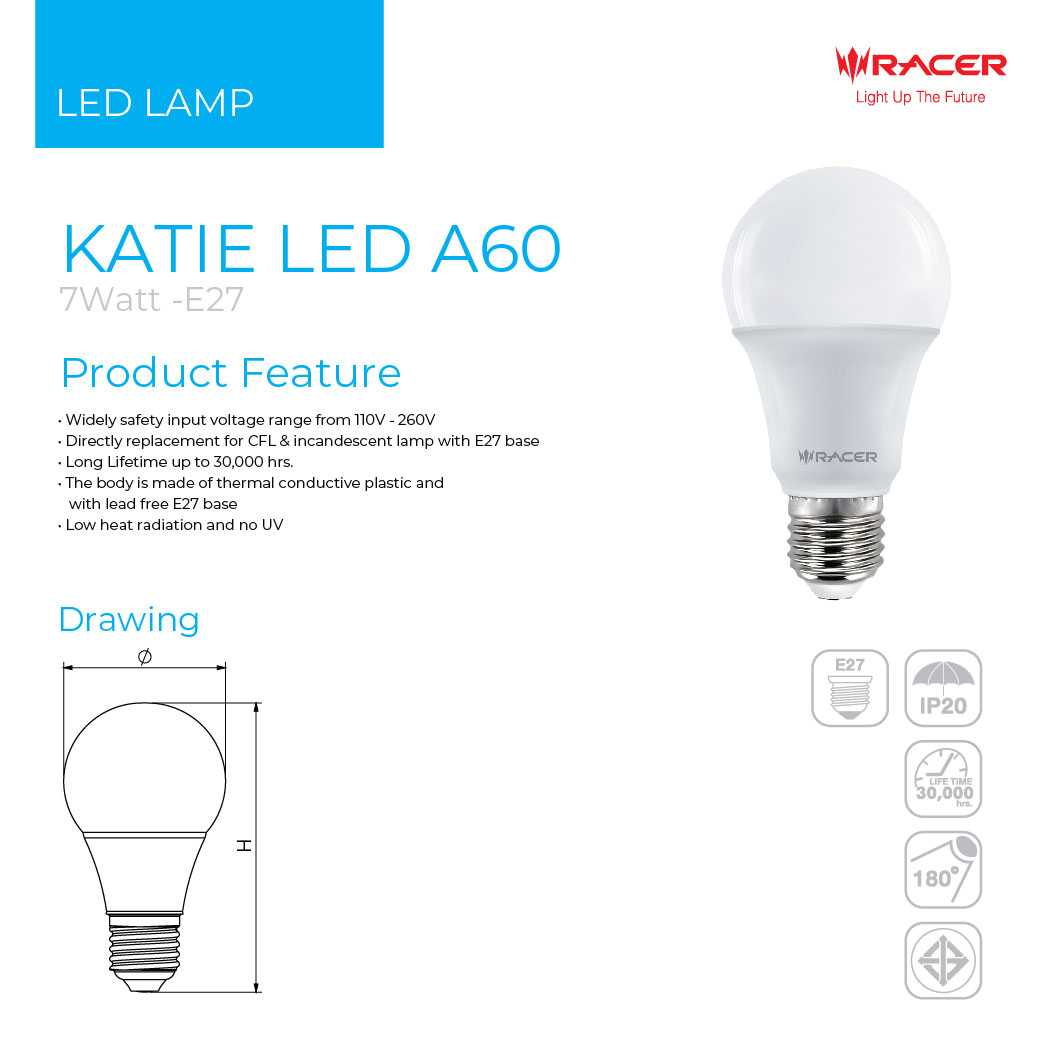 LED LAMP
RACER
Light Up The Future
KATIE LED A60
7Watt -E27
Product Feature
• Widely safety input voltage range from 110V - 260V
• Directly replacement for CFL & incandescent lamp with E27 base
• Long Lifetime up to 30,000 hrs.
• The body is made of thermal conductive plastic and
with lead free E27 base
• Low heat radiation and no UV
RACER
Drawing
Ø
H
E27
IP20
LIFE TIME
30,000
hrs.
180°